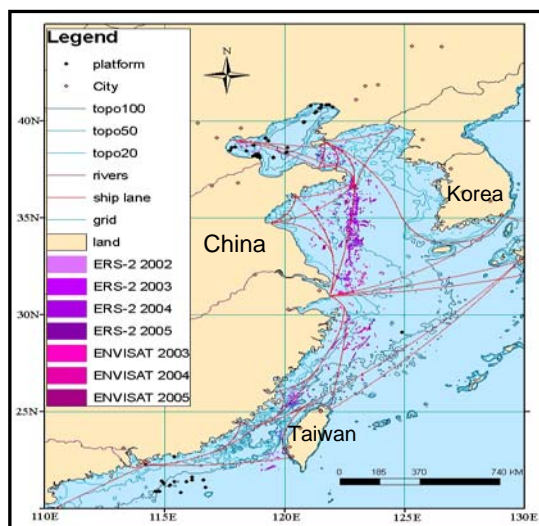 Legend
platform
City
topo100
topo50
topo20
rivers
ship lane
grid
land
ERS-2 2002
ERS-2 2003
ERS-2 2004
ERS-2 2005
ENVISAT 2003
ENVISAT 2004
ENVISAT 2005
N
40N
35N
30N
25N
Korea
China
Taiwan
0 185 370 740 KM
110E 115E 120E 125E 130E